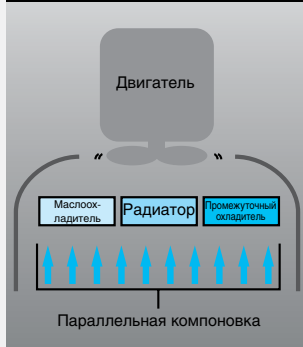 Двигатель
Маслоох-
ладитель
Радиатор
Промежуточный
охладитель
Параллельная компоновка